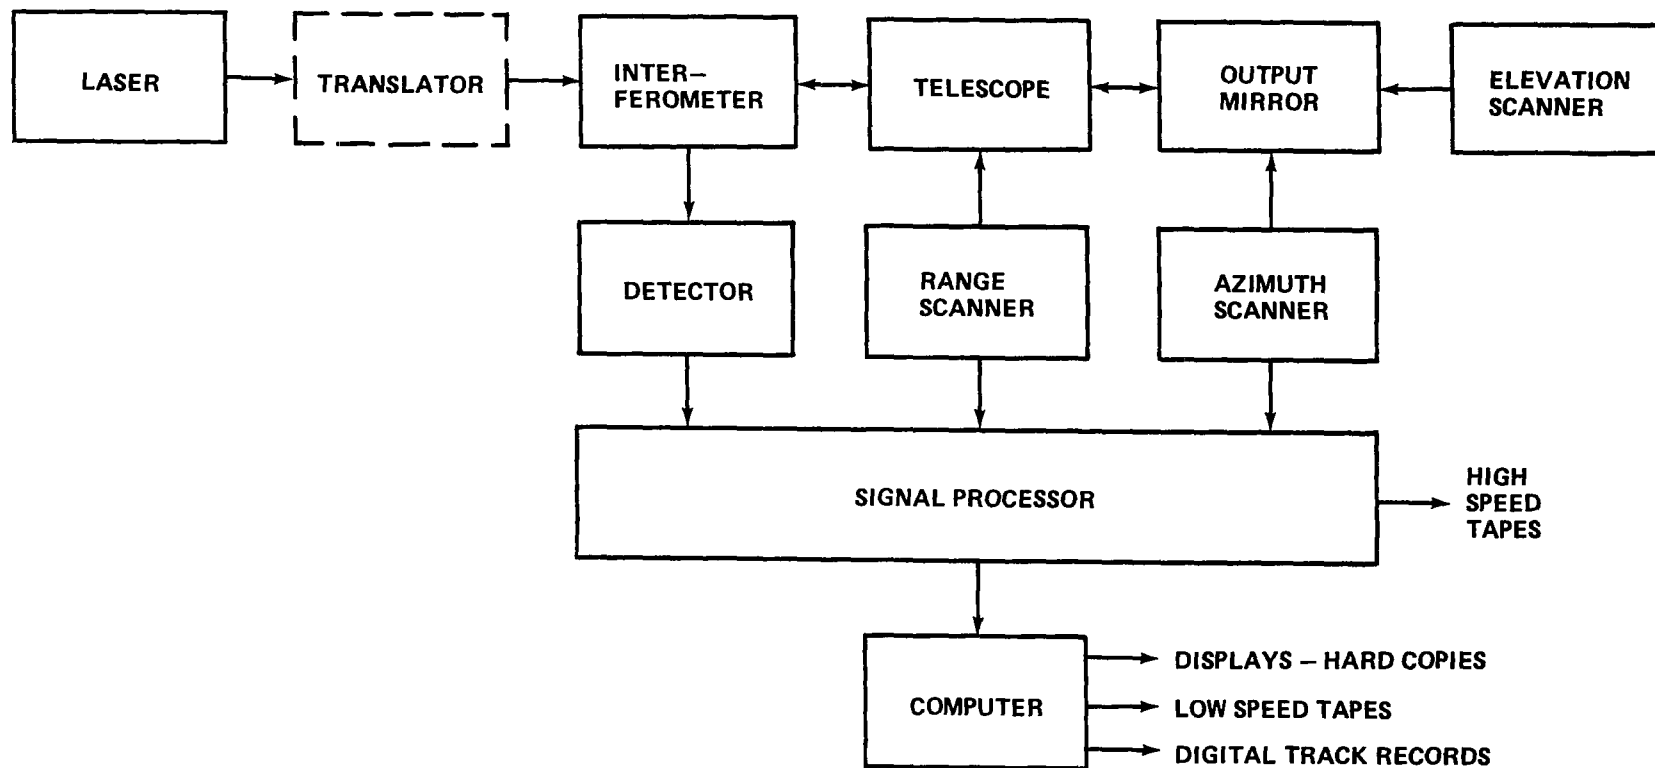 LASER
TRANSLATOR
INTER–
FEROMETER
TELESCOPE
OUTPUT
MIRROR
ELEVATION
SCANNER
DETECTOR
RANGE
SCANNER
AZIMUTH
SCANNER
SIGNAL PROCESSOR
HIGH
SPEED
TAPES
COMPUTER
DISPLAYS – HARD COPIES
LOW SPEED TAPES
DIGITAL TRACK RECORDS